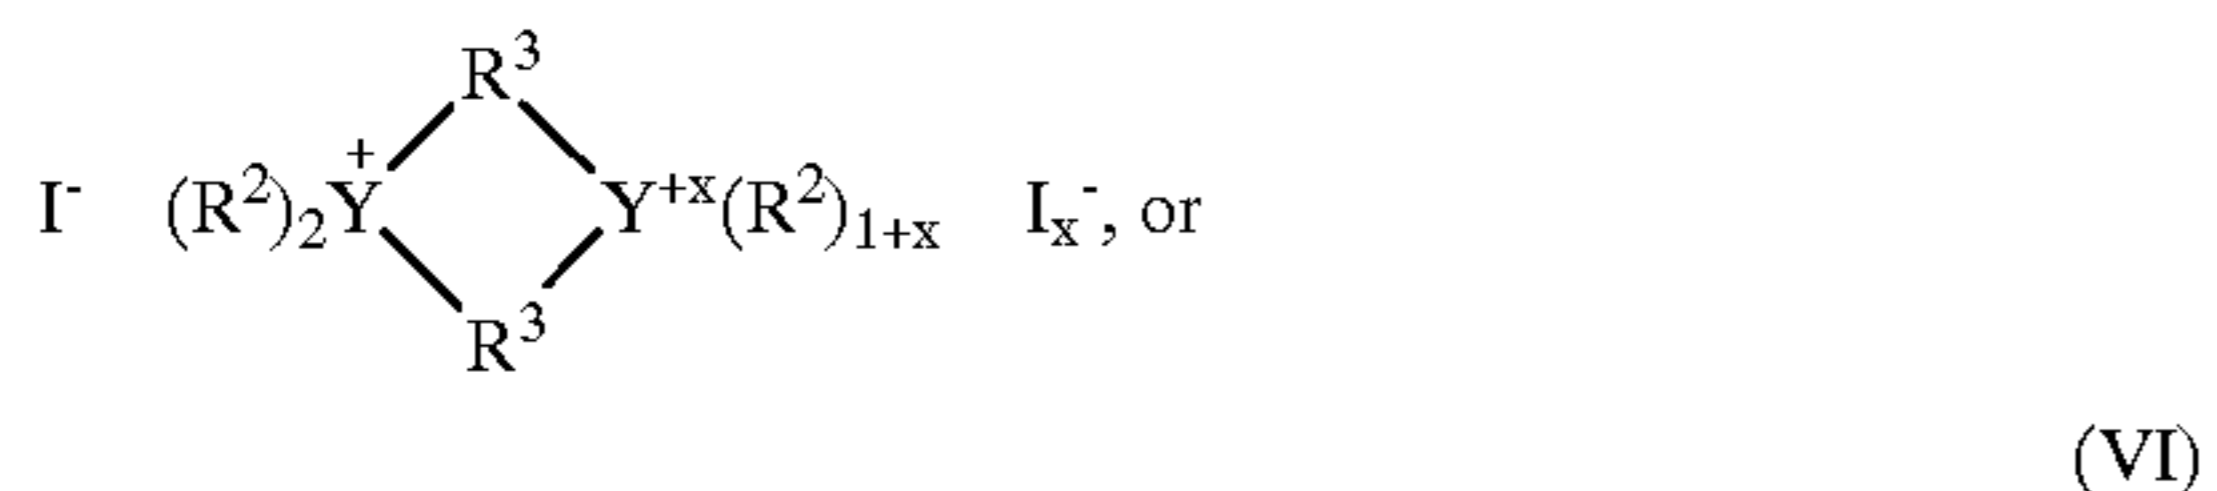 R³
I⁻ (R²)₂Y⁺ Y⁺ˣ(R²)₁₊ₓ Iₓ⁻, or
R³
(VI)